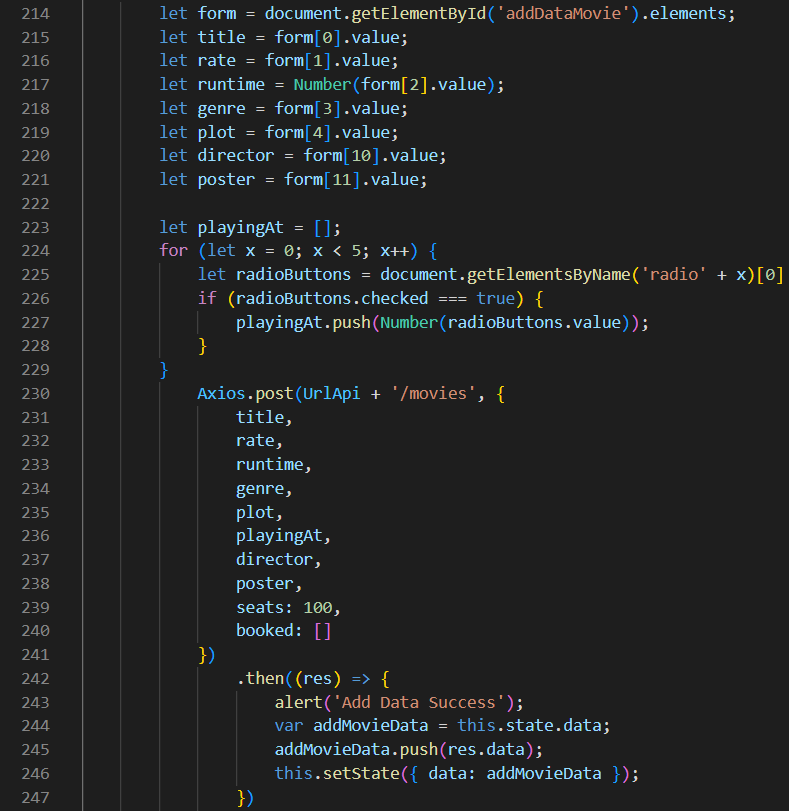 214 let form = document.getElementById('addDataMovie').elements;
215 let title = form[0].value;
216 let rate = form[1].value;
217 let runtime = Number(form[2].value);
218 let genre = form[3].value;
219 let plot = form[4].value;
220 let director = form[10].value;
221 let poster = form[11].value;
222
223 let playingAt = [];
224 for (let x = 0; x < 5; x++) {
225 let radioButtons = document.getElementsByName('radio' + x)[0]
226 if (radioButtons.checked === true) {
227 playingAt.push(Number(radioButtons.value));
228 }
229 }
230 Axios.post(UrlApi + '/movies', {
231 title,
232 rate,
233 runtime,
234 genre,
235 plot,
236 playingAt,
237 director,
238 poster,
239 seats: 100,
240 booked: []
241 })
242 .then((res) => {
243 alert('Add Data Success');
244 var addMovieData = this.state.data;
245 addMovieData.push(res.data);
246 this.setState({ data: addMovieData });
247 })